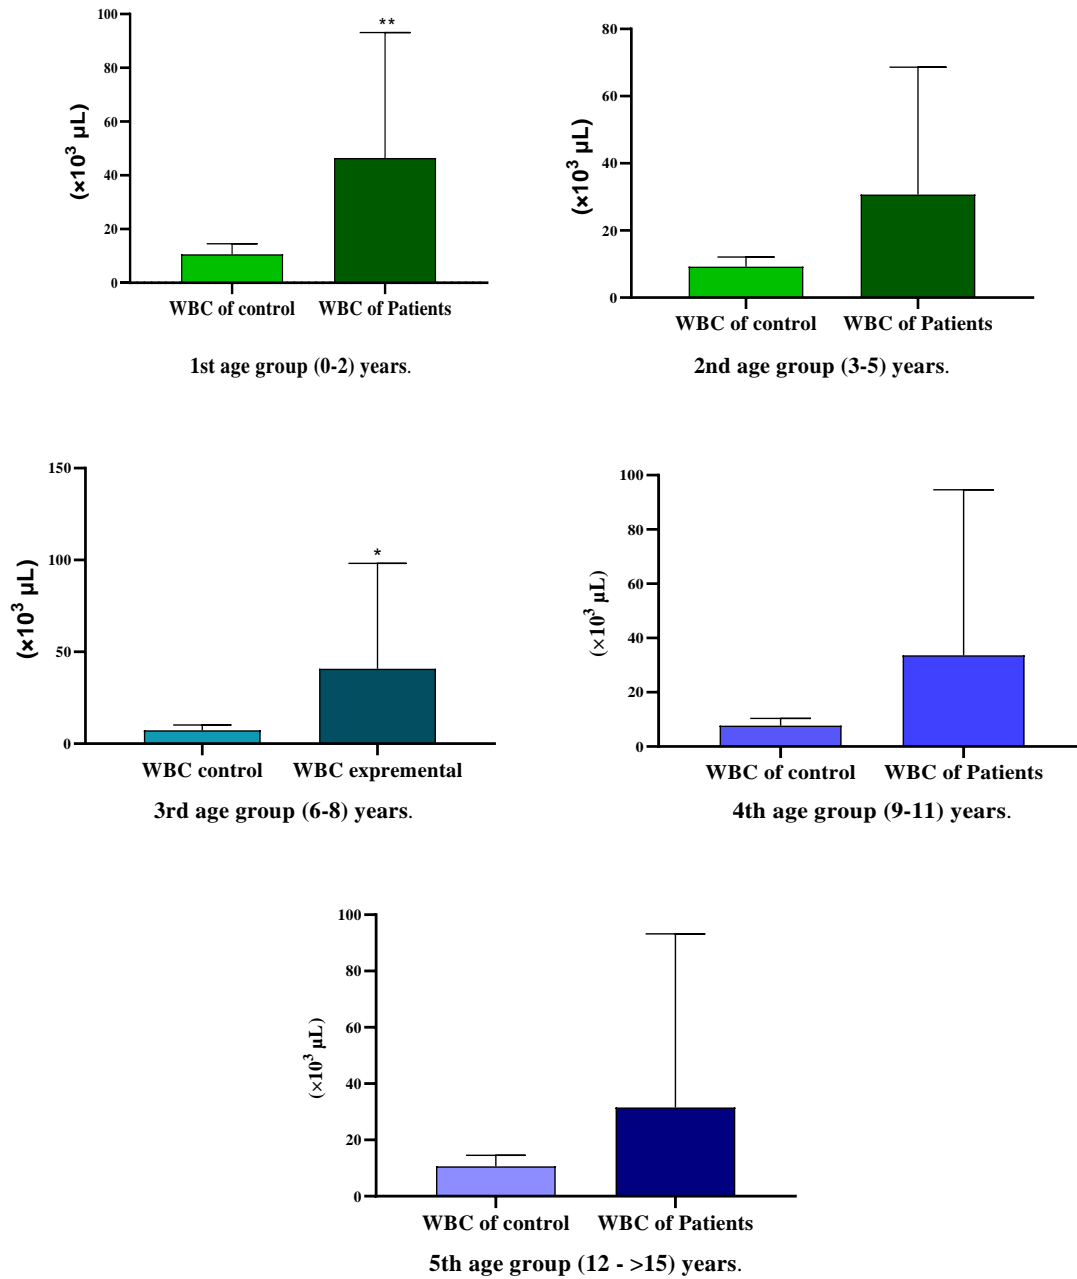 100
80
60
40
20
0
(×10³ µL)
**
WBC of control WBC of Patients
1st age group (0-2) years.
80
60
40
20
0
(×10³ µL)
WBC of control WBC of Patients
2nd age group (3-5) years.
150
100
50
0
(×10³ µL)
*
WBC control WBC expremental
3rd age group (6-8) years.
100
80
60
40
20
0
(×10³ µL)
WBC of control WBC of Patients
4th age group (9-11) years.
100
80
60
40
20
0
(×10³ µL)
WBC of control WBC of Patients
5th age group (12 - >15) years.